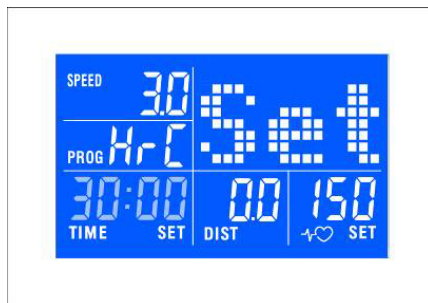 SPEED 3.0
Set
PROG HrC
30:00 0.0 150
TIME SET DIST SET